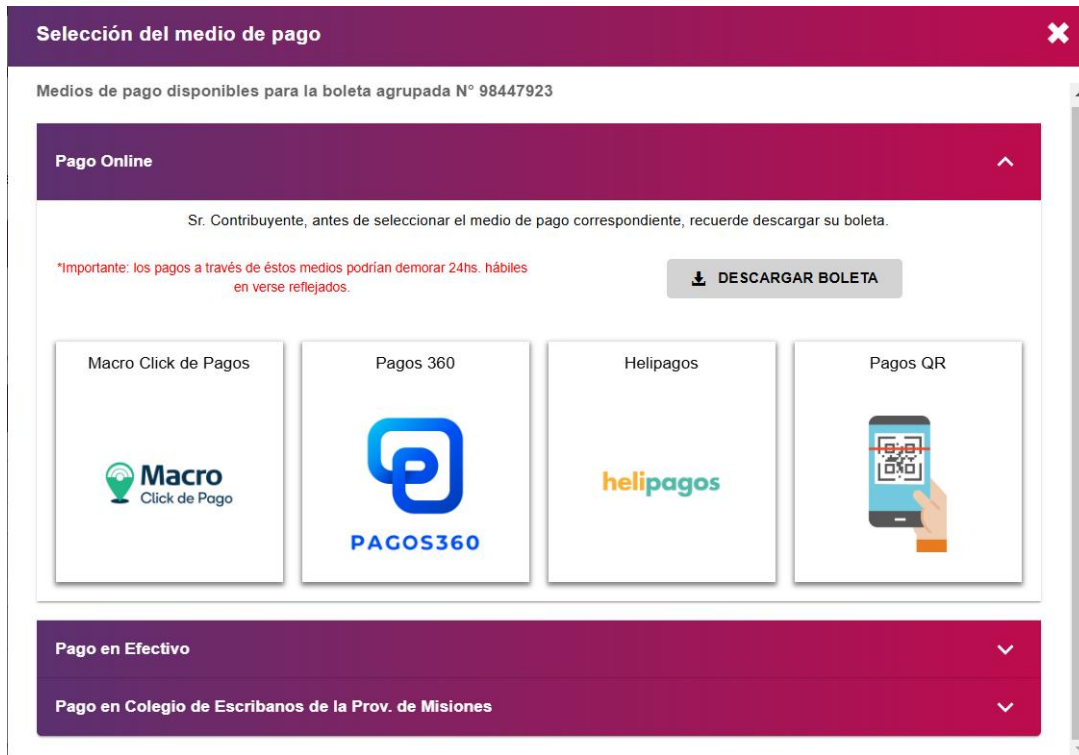 Selección del medio de pago
Medios de pago disponibles para la boleta agrupada N° 98447923
Pago Online
Sr. Contribuyente, antes de seleccionar el medio de pago correspondiente, recuerde descargar su boleta.
*Importante: los pagos a través de éstos medios podrían demorar 24hs. hábiles
en verse reflejados.
DESCARGAR BOLETA
Macro Click de Pagos
Macro
Click de Pago
Pagos 360
PAGOS360
Helipagos
helipagos
Pagos QR
Pago en Efectivo
Pago en Colegio de Escribanos de la Prov. de Misiones